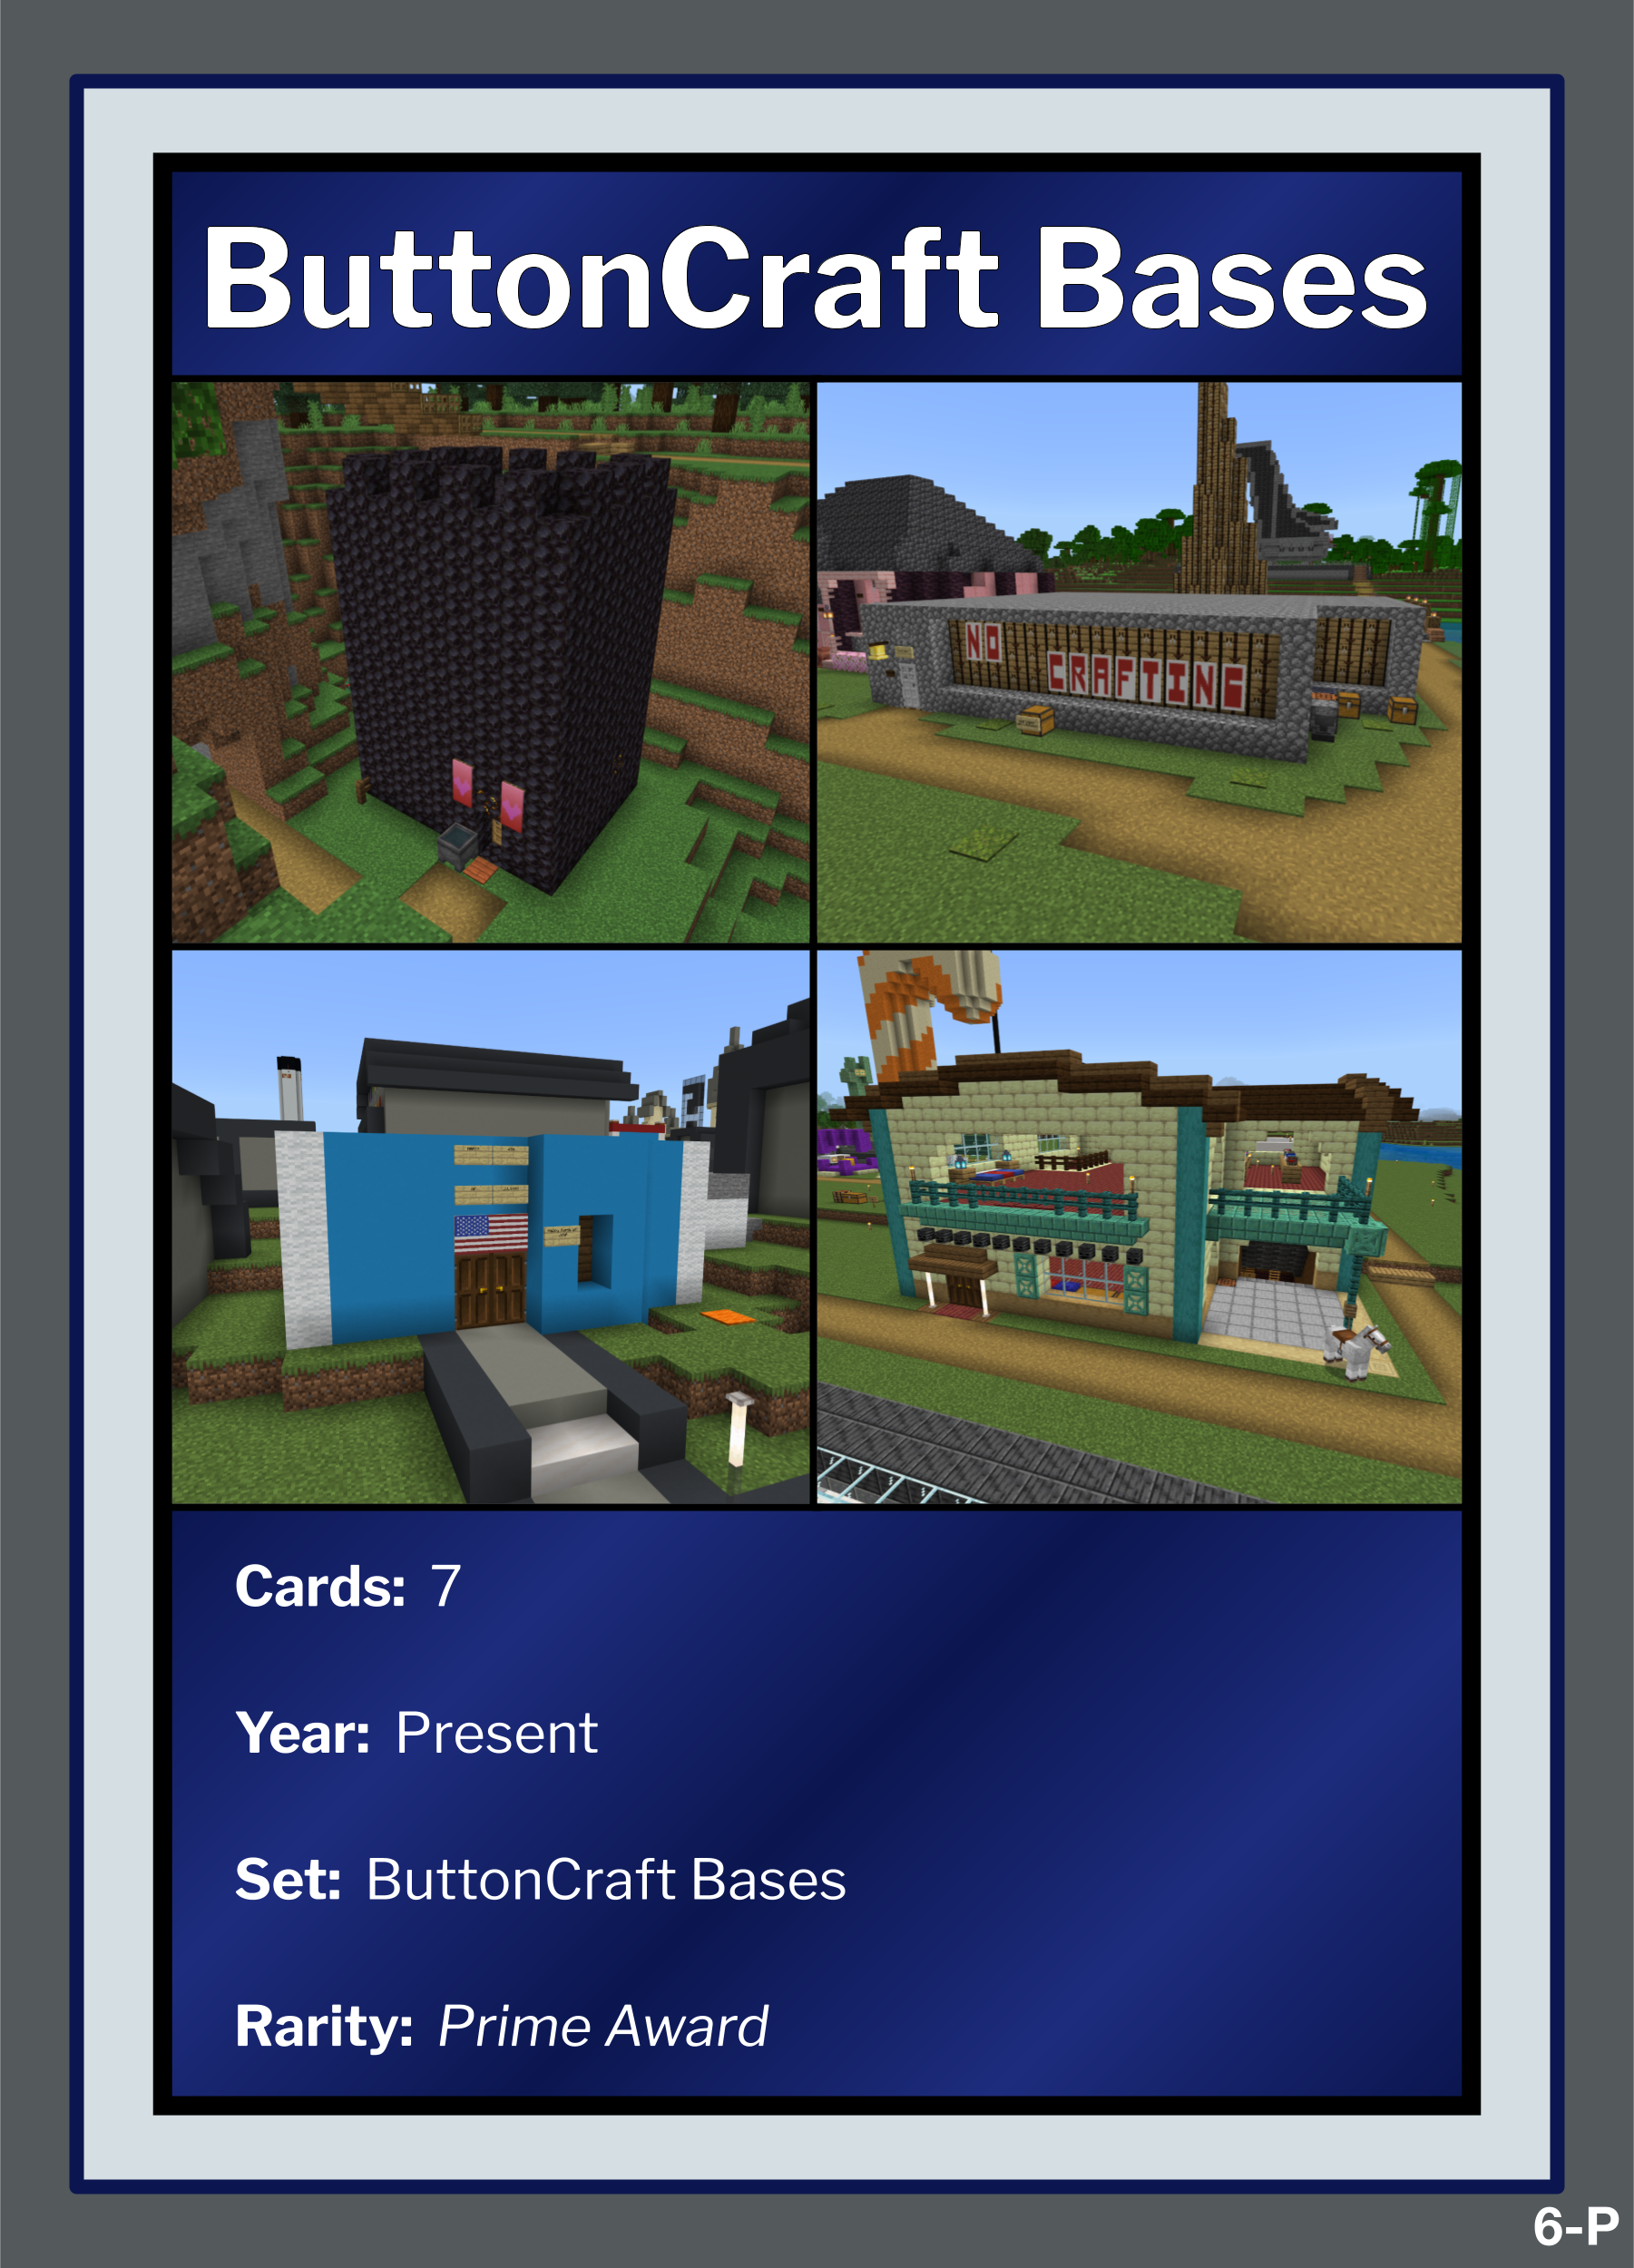 ButtonCraft Bases
NO
CRAFTING
Cards: 7
Year: Present
Set: ButtonCraft Bases
Rarity: Prime Award
6-P